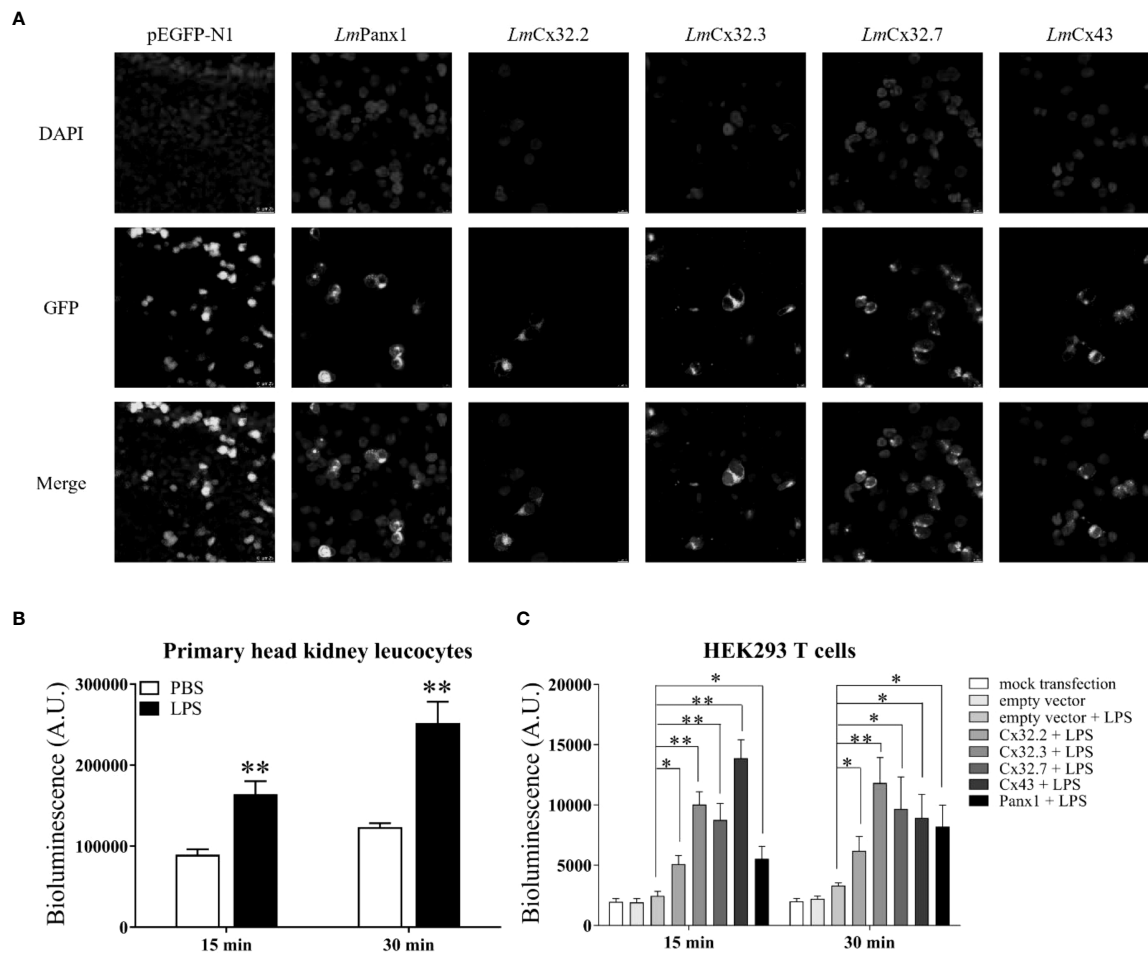 A
pEGFP-N1 LmPanx1 LmCx32.2 LmCx32.3 LmCx32.7 LmCx43
DAPI
GFP
Merge
B
Primary head kidney leucocytes
Bioluminescence (A.U.)
300000
200000
100000
0
PBS
LPS
**
**
15 min 30 min
C
HEK293 T cells
Bioluminescence (A.U.)
20000
15000
10000
5000
0
*
**
**
**
*
*
*
*
**
*
15 min 30 min
mock transfection
empty vector
empty vector + LPS
Cx32.2 + LPS
Cx32.3 + LPS
Cx32.7 + LPS
Cx43 + LPS
Panx1 + LPS